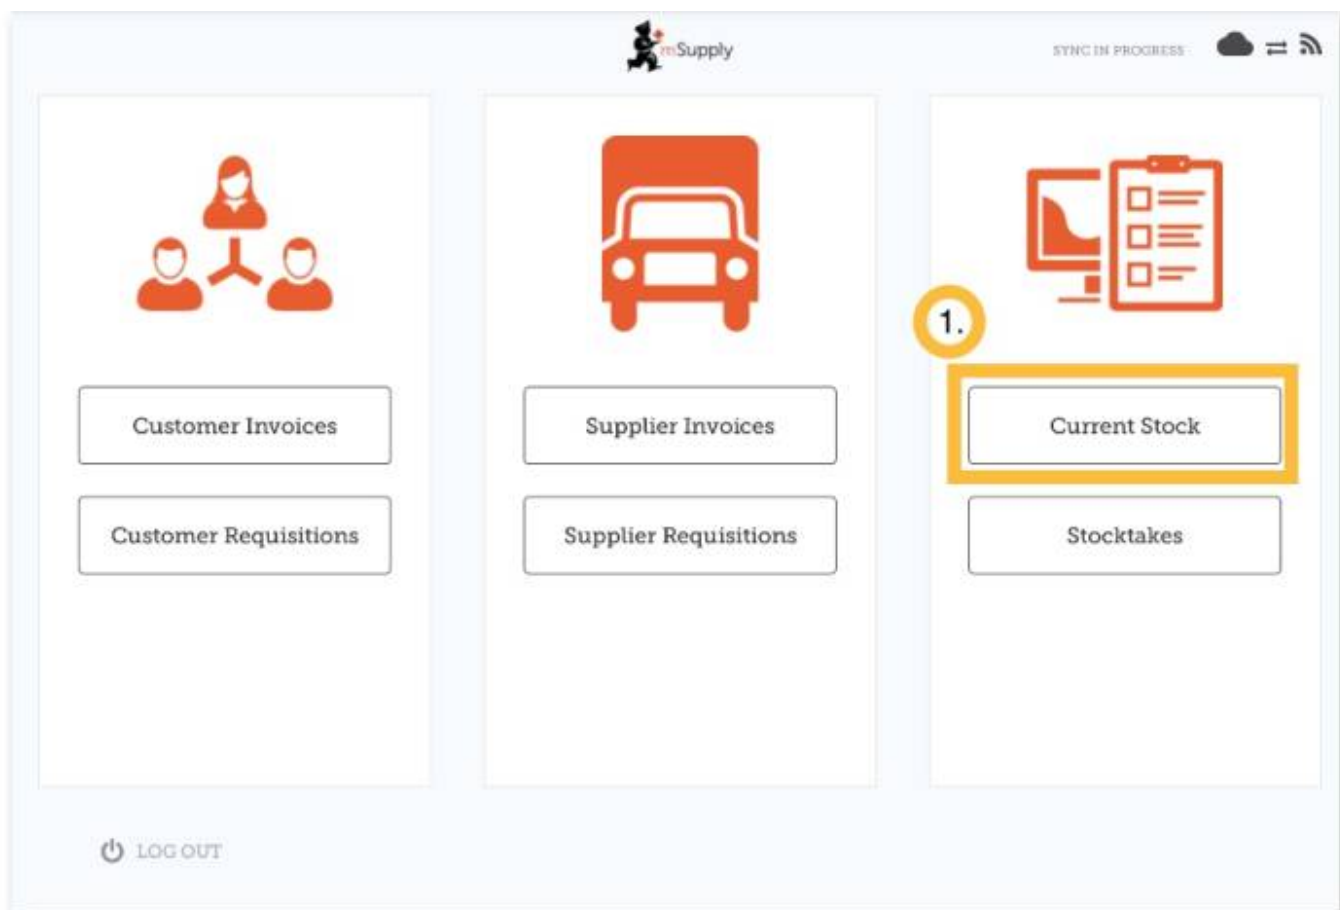 mSupply
SYNC IN PROGRESS
1.
Customer Invoices
Supplier Invoices
Current Stock
Customer Requisitions
Supplier Requisitions
Stocktakes
LOG OUT